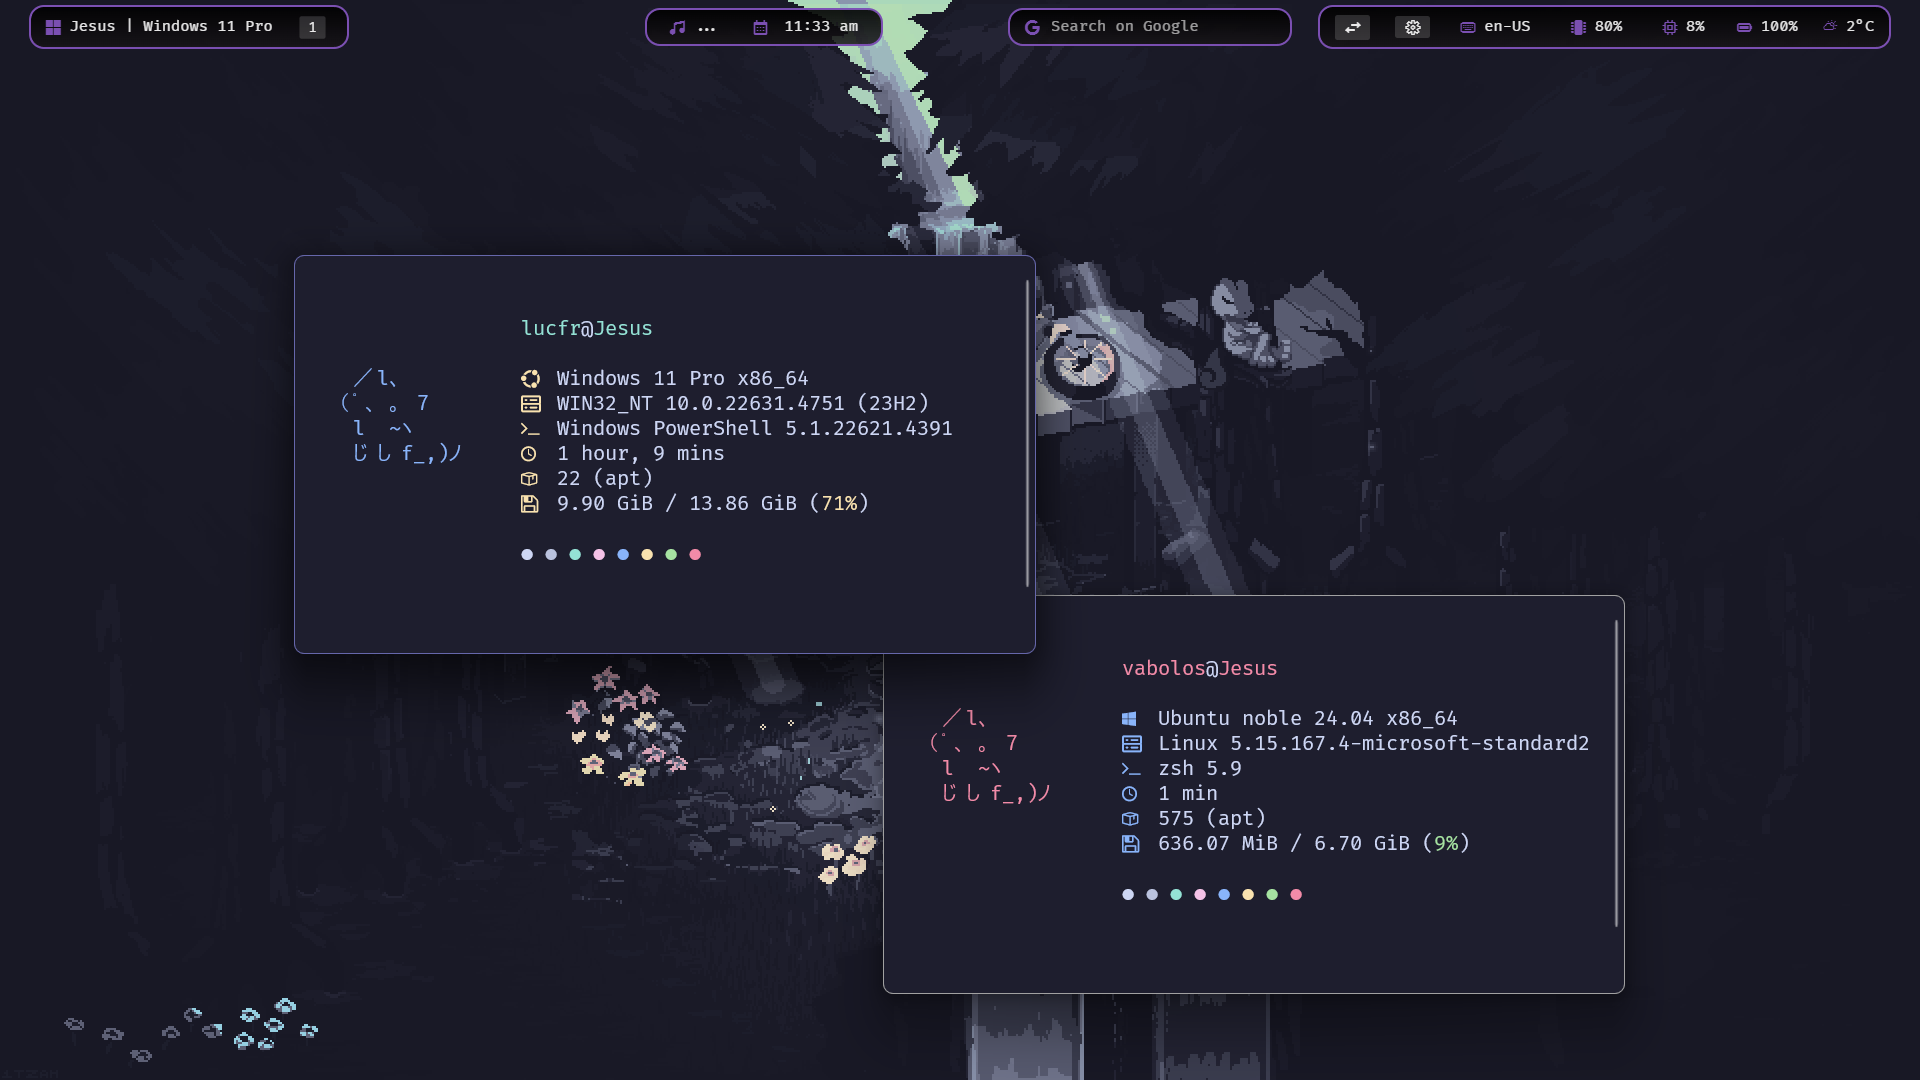 Jesus | Windows 11 Pro 1
... 11:33 am
Search on Google
en-US 80% 8% 100% 2°C
lucfr@Jesus
／l、
(ﾟ､ 。7
l ~ヽ
じしf_,)ノ
Windows 11 Pro x86_64
WIN32_NT 10.0.22631.4751 (23H2)
Windows PowerShell 5.1.22621.4391
1 hour, 9 mins
22 (apt)
9.90 GiB / 13.86 GiB (71%)
vabolos@Jesus
／l、
(ﾟ､ 。7
l ~ヽ
じしf_,)ノ
Ubuntu noble 24.04 x86_64
Linux 5.15.167.4-microsoft-standard2
zsh 5.9
1 min
575 (apt)
636.07 MiB / 6.70 GiB (9%)